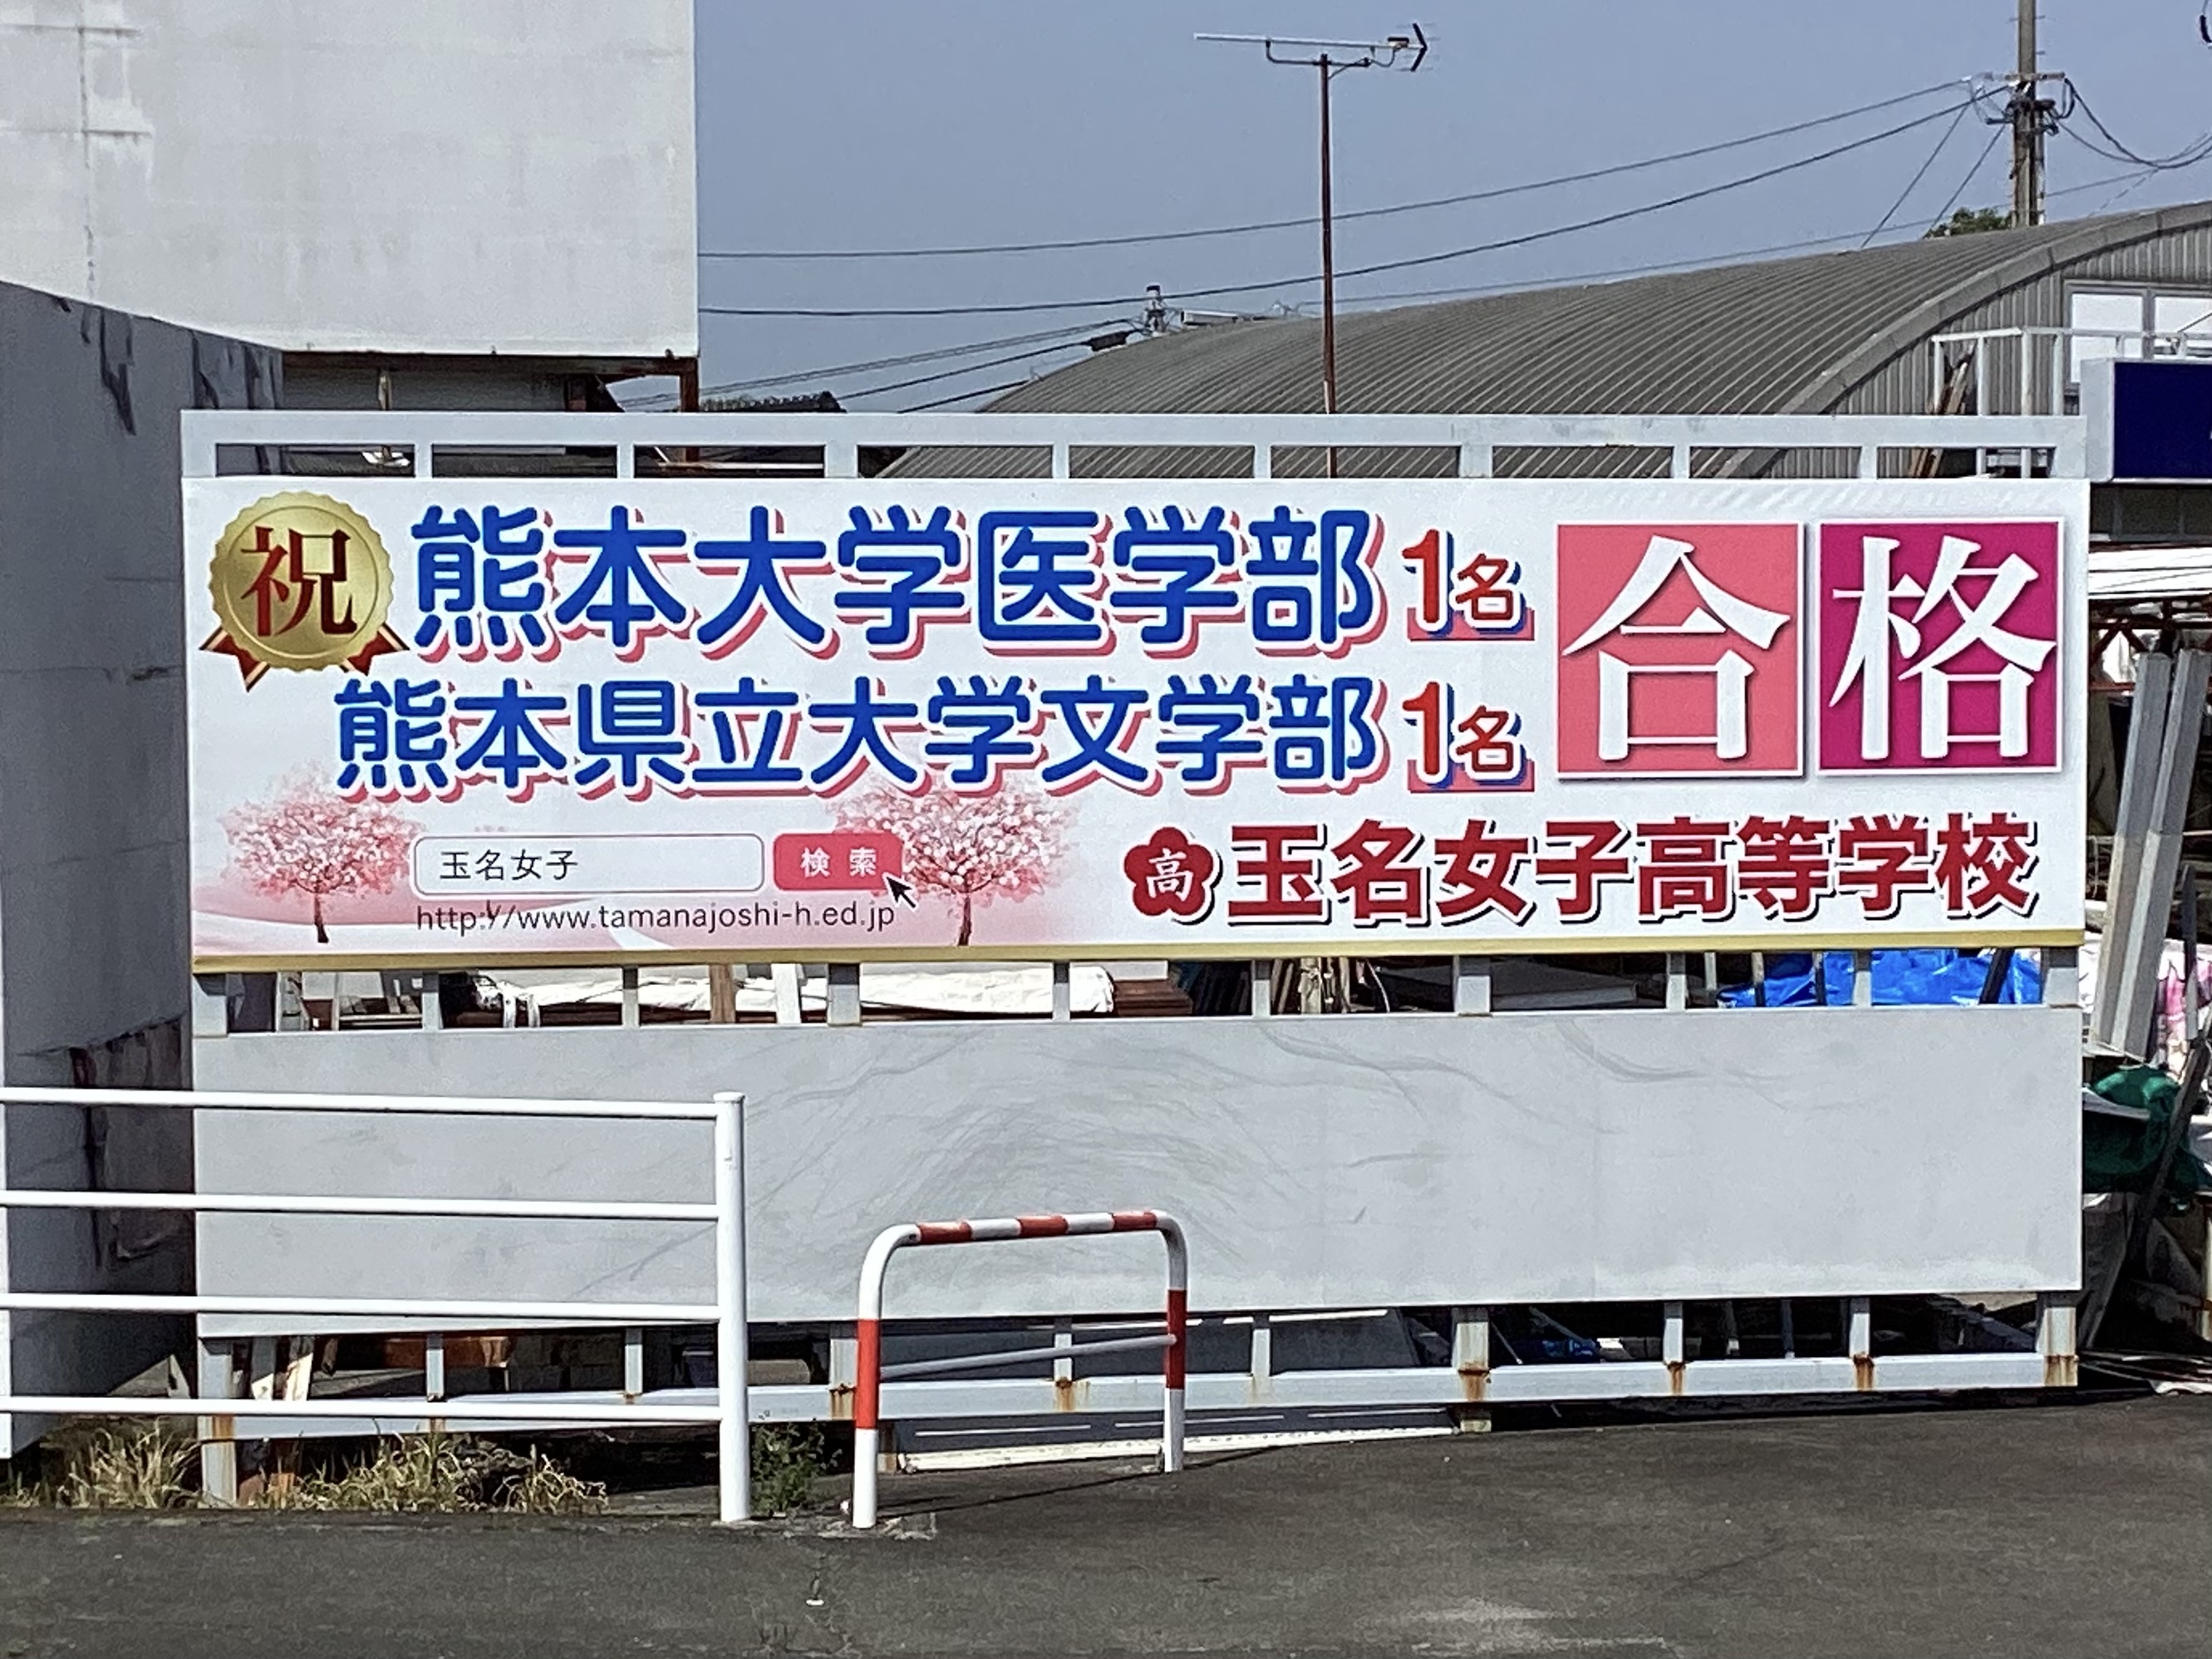 祝 熊本大学医学部 1名
熊本県立大学文学部 1名
合格
玉名女子 検索
http://www.tamanajoshi-h.ed.jp
高 玉名女子高等学校